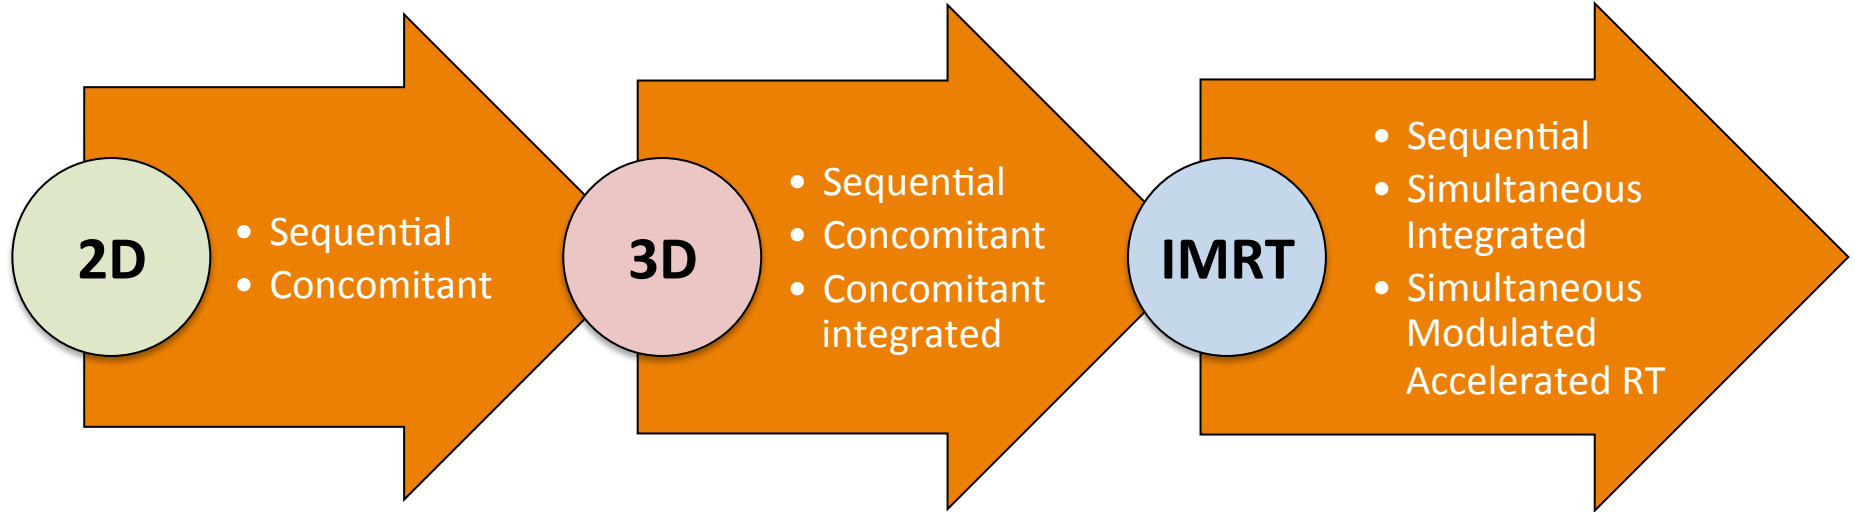 2D
• Sequential
• Concomitant
3D
• Sequential
• Concomitant
• Concomitant
integrated
IMRT
• Sequential
• Simultaneous
Integrated
• Simultaneous
Modulated
Accelerated RT